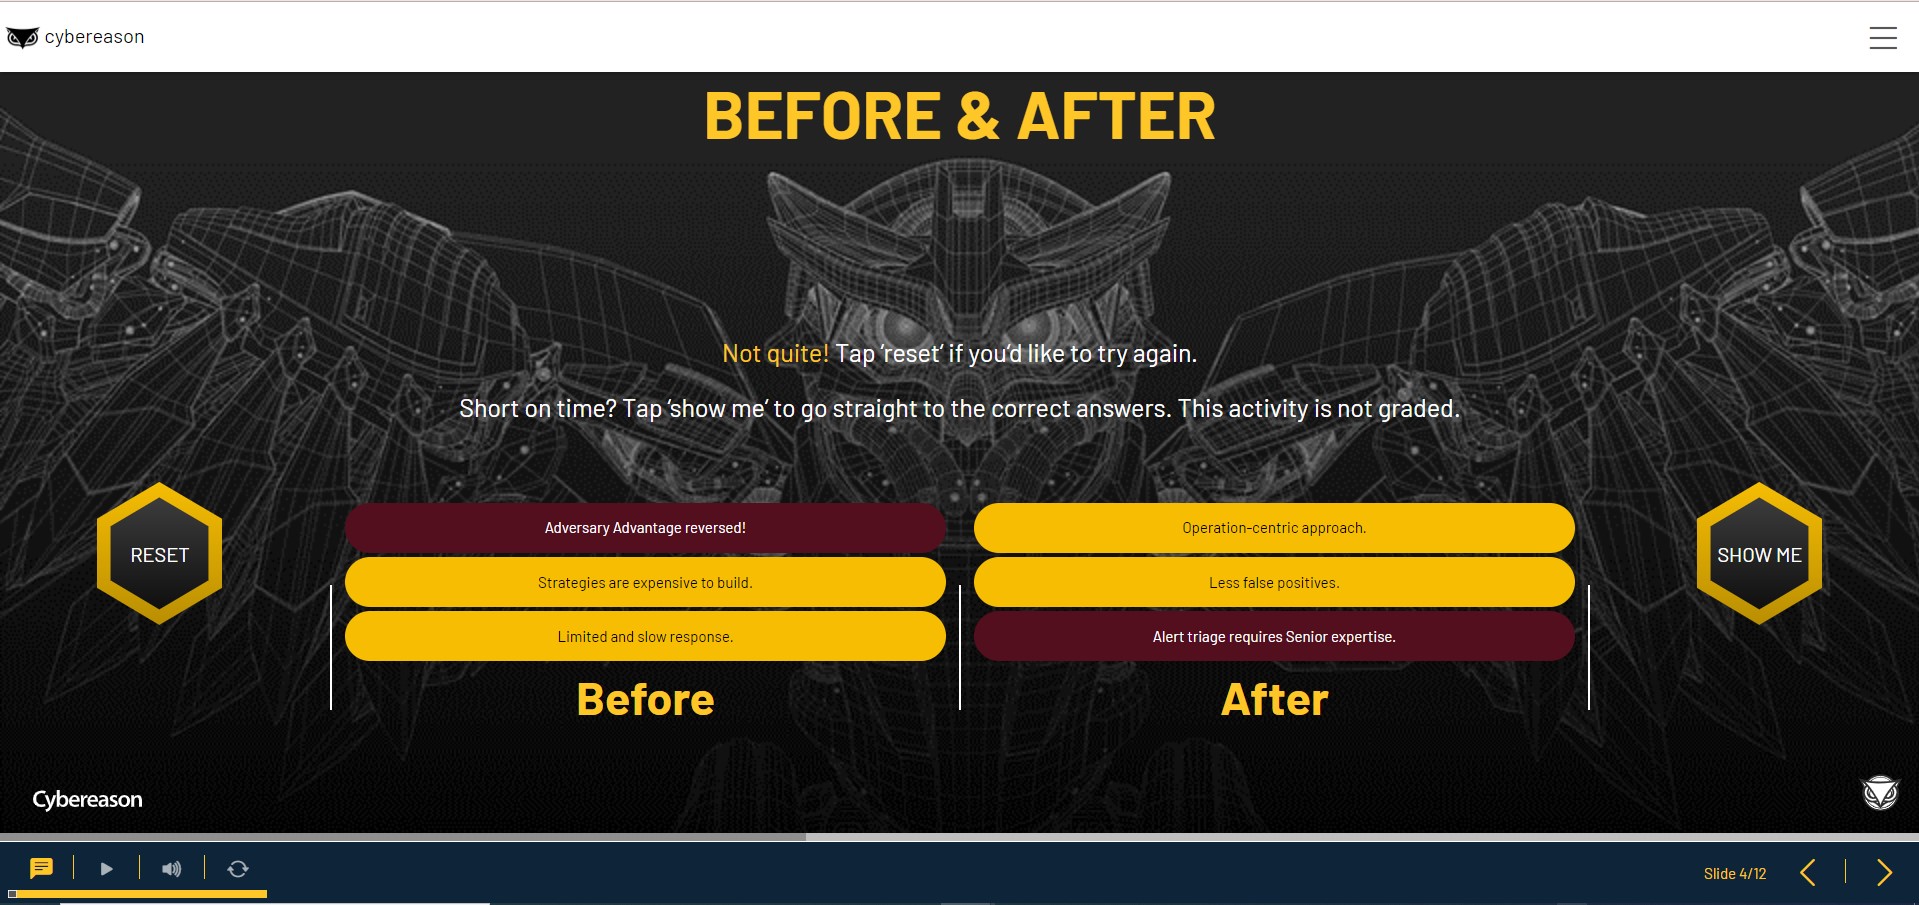 cybereason
BEFORE & AFTER
Not quite! Tap ‘reset’ if you’d like to try again.
Short on time? Tap ‘show me’ to go straight to the correct answers. This activity is not graded.
RESET
Adversary Advantage reversed!
Strategies are expensive to build.
Limited and slow response.
Before
Operation-centric approach.
Less false positives.
Alert triage requires Senior expertise.
After
SHOW ME
Cybereason
Slide 4/12